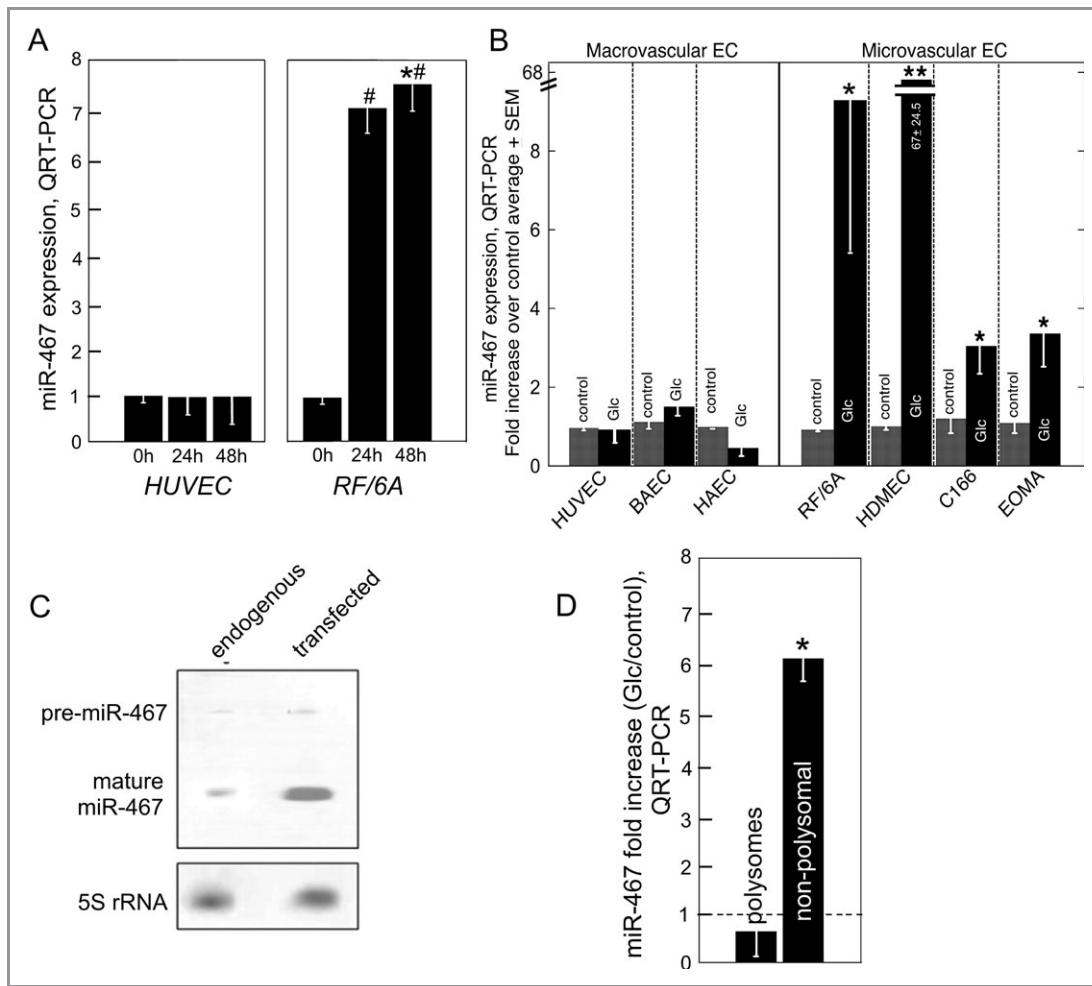 A
miR-467 expression, QRT-PCR
8
7
6
5
4
3
2
1
0
*#
#
0h 24h 48h
HUVEC
0h 24h 48h
RF/6A
B
Macrovascular EC
Microvascular EC
miR-467 expression, QRT-PCR
Fold increase over control average ± SEM
68
8
6
4
2
0
*
**
67± 24.5
*
*
control
Glc
control
Glc
control
Glc
control
Glc
control
Glc
control
Glc
control
Glc
HUVEC
BAEC
HAEC
RF/6A
HDMEC
C166
EOMA
C
endogenous
transfected
pre-miR-467
mature
miR-467
5S rRNA
D
miR-467 fold increase (Glc/control),
QRT-PCR
8
7
6
5
6
4
3
2
1
0
*
polysomes
non-polysomal